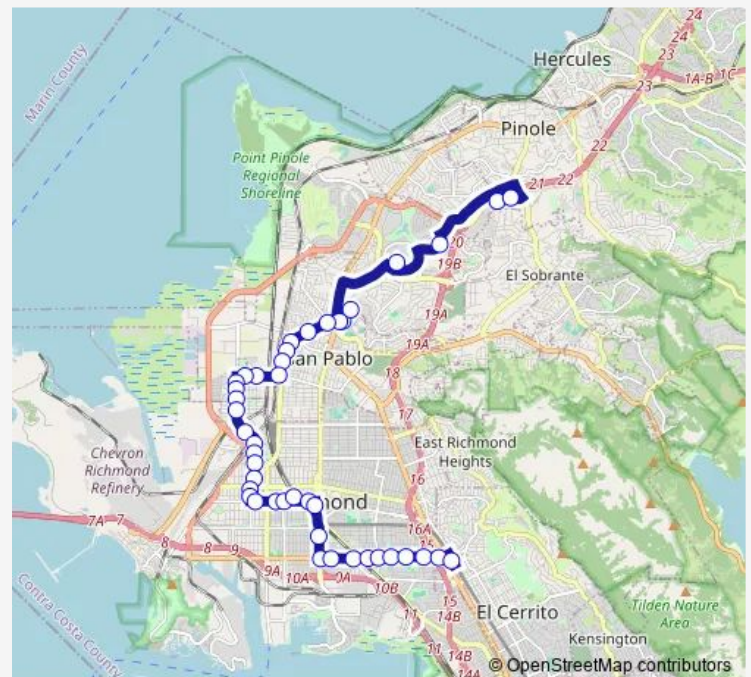 24
Hercules
23
1A-B
1C
23
Marin County
Pinole
22
Point Pinole
Regional
Shoreline
21
22
20
19B
El Sobrante
19A
19A
an Pablo
18
17
East Richmond
Heights
Chevron
Richmond
Refinery
16
mond
7A
7
16A
15
8
8
9
9A
10A
0A
10B
Contra Costa County
15
14B
11
El Cerrito
Tilden Nature
Area
Kensington
11
14B
14A
© OpenStreetMap contributors